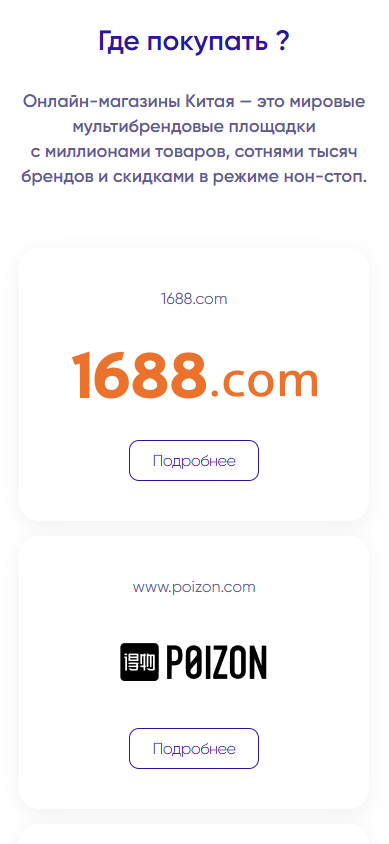 Где покупать ?
Онлайн-магазины Китая — это мировые
мультибрендовые площадки
с миллионами товаров, сотнями тысяч
брендов и скидками в режиме нон-стоп.
1688.com
1688.com
Подробнее
www.poizon.com
得物 PØIZON
Подробнее